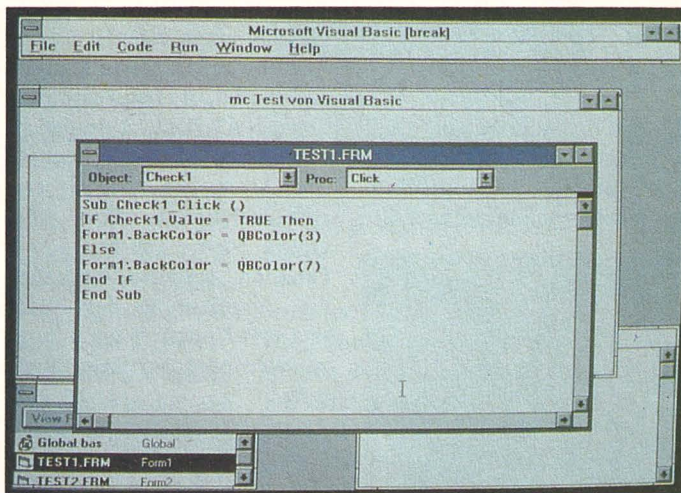 Microsoft Visual Basic [break]
File Edit Code Run Window Help
mc Test von Visual Basic
TEST1.FRM
Object: Check1 Proc: Click
Sub Check1_Click ()
If Check1.Value = TRUE Then
Form1.BackColor = QBColor(3)
Else
Form1.BackColor = QBColor(7)
End If
End Sub
View F
Global.bas Global
TEST1.FRM Form1
TEST2.FRM Form2